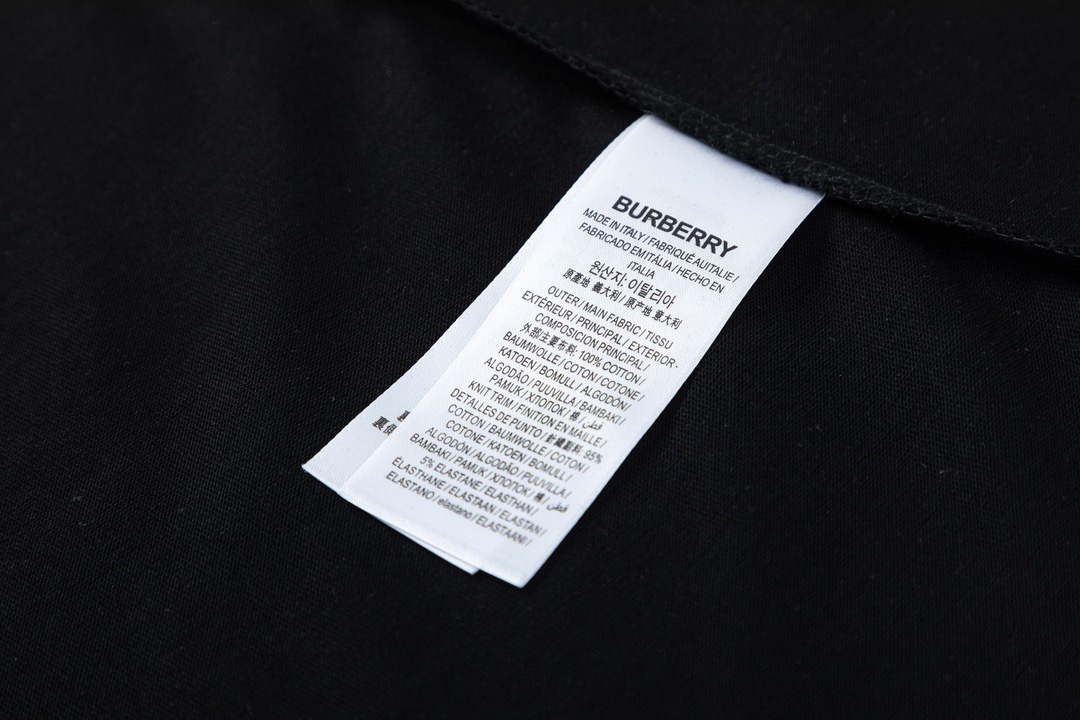 BURBERRY
MADE IN ITALY / FABRIQUÉ AUITALIE /
FABRICADO EM ITÁLIA / HECHO EN
ITALIA
원산지: 이탈리아
原產地 義大利 / 原产地 意大利
OUTER / MAIN FABRIC / TISSU
EXTÉRIEUR / PRINCIPAL / EXTERIOR-
COMPOSICION PRINCIPAL /
外部/主要布料: 100% COTTON /
BAUMWOLLE / COTON / COTONE /
KATOEN / BOMULL / ALGODÓN/
ALGODÃO / PUUVILLA / BAMBAKI /
PAMUK / ХЛОПОК / 棉 / قطن /
KNIT TRIM / FINITION EN MAILLE /
DETALLES DE PUNTO / 針織副料: 95%
COTTON / BAUMWOLLE / COTON /
COTONE / KATOEN / BOMULL /
ALGODÓN / ALGODÃO / PUUVILLA /
BAMBAKI / PAMUK / ХЛОПОК / 棉 / قطن /
5% ELASTANE / ELASTHAN /
ÉLASTHANE / ELASTAAN / ELASTAN /
ELASTANO / elastano / ELASTAANI /
裏